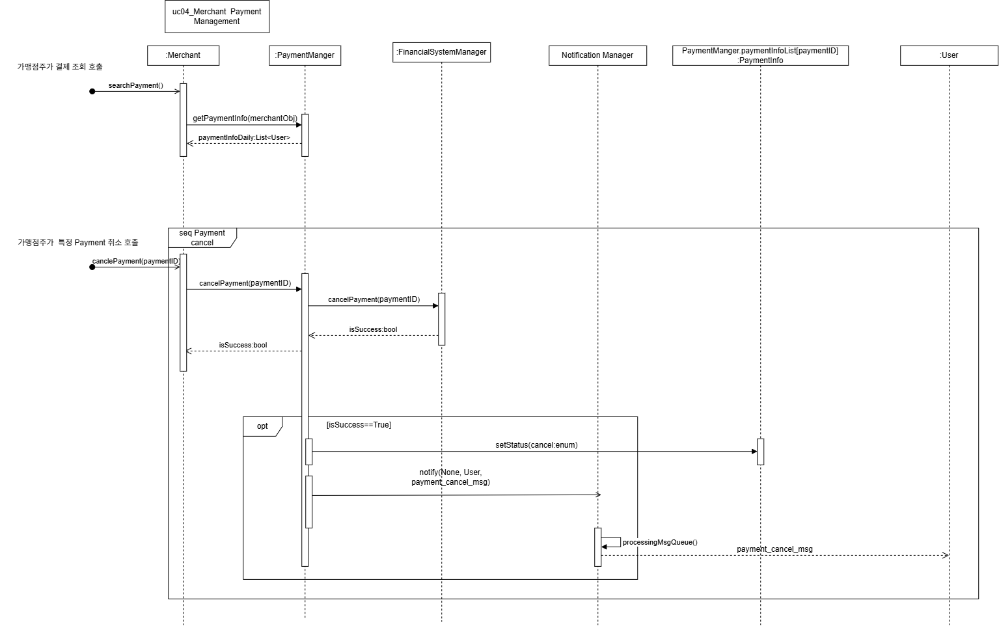 uc04_Merchant  Payment
Management
:Merchant
:PaymentManger
:FinancialSystemManager
Notification Manager
PaymentManger.paymentInfoList[paymentID]
:PaymentInfo
:User
가맹점주가 결제 조회 호출
searchPayment()
getPaymentInfo(merchantObj)
paymentInfoDaily:List<User>
seq Payment
cancel
가맹점주가  특정 Payment 취소 호출
canclePayment(paymentID)
cancelPayment(paymentID)
cancelPayment(paymentID)
isSuccess:bool
isSuccess:bool
opt
[isSuccess==True]
setStatus(cancel:enum)
notify(None, User,
payment_cancel_msg)
processingMsgQueue()
payment_cancel_msg